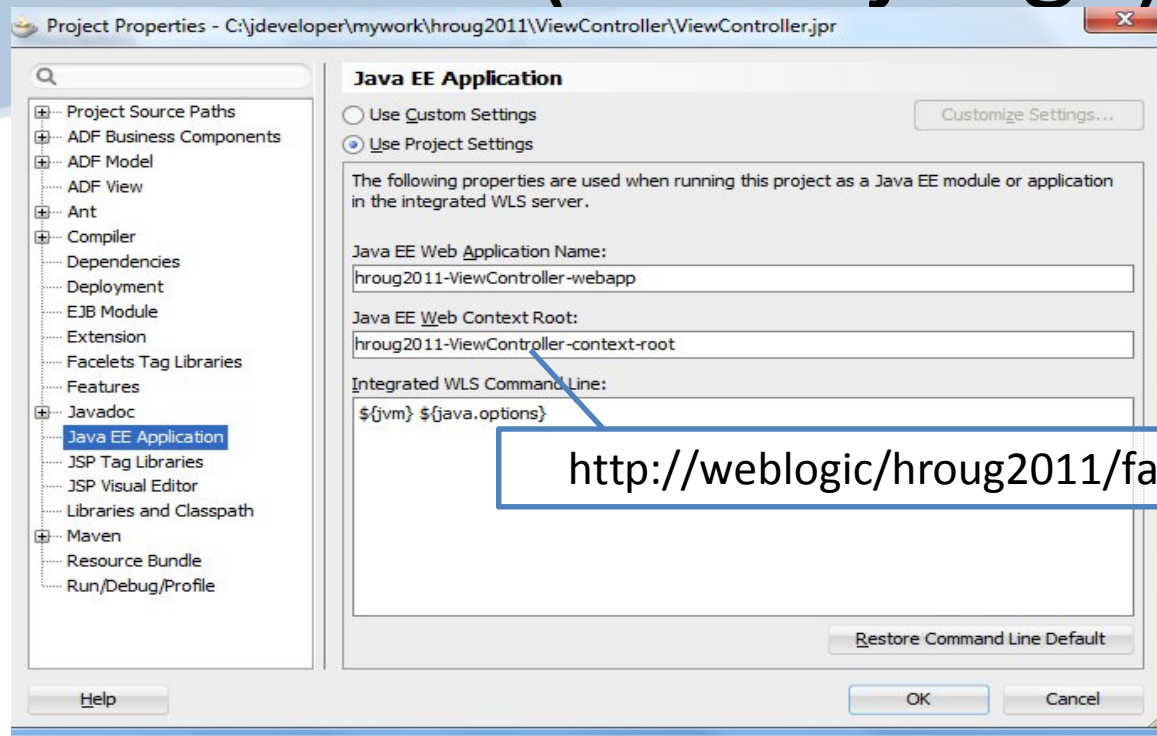 Project Properties - C:\jdeveloper\mywork\hroug2011\ViewController\ViewController.jpr
x
Project Source Paths
ADF Business Components
ADF Model
ADF View
Ant
Compiler
Dependencies
Deployment
EJB Module
Extension
Facelets Tag Libraries
Features
Javadoc
Java EE Application
JSP Tag Libraries
JSP Visual Editor
Libraries and Classpath
Maven
Resource Bundle
Run/Debug/Profile
Java EE Application
Use Custom Settings
Customize Settings...
Use Project Settings
The following properties are used when running this project as a Java EE module or application
in the integrated WLS server.
Java EE Web Application Name:
hroug2011-ViewController-webapp
Java EE Web Context Root:
hroug2011-ViewController-context-root
Integrated WLS Command Line:
${jvm} ${java.options}
http://weblogic/hroug2011/fa
Restore Command Line Default
Help
OK
Cancel